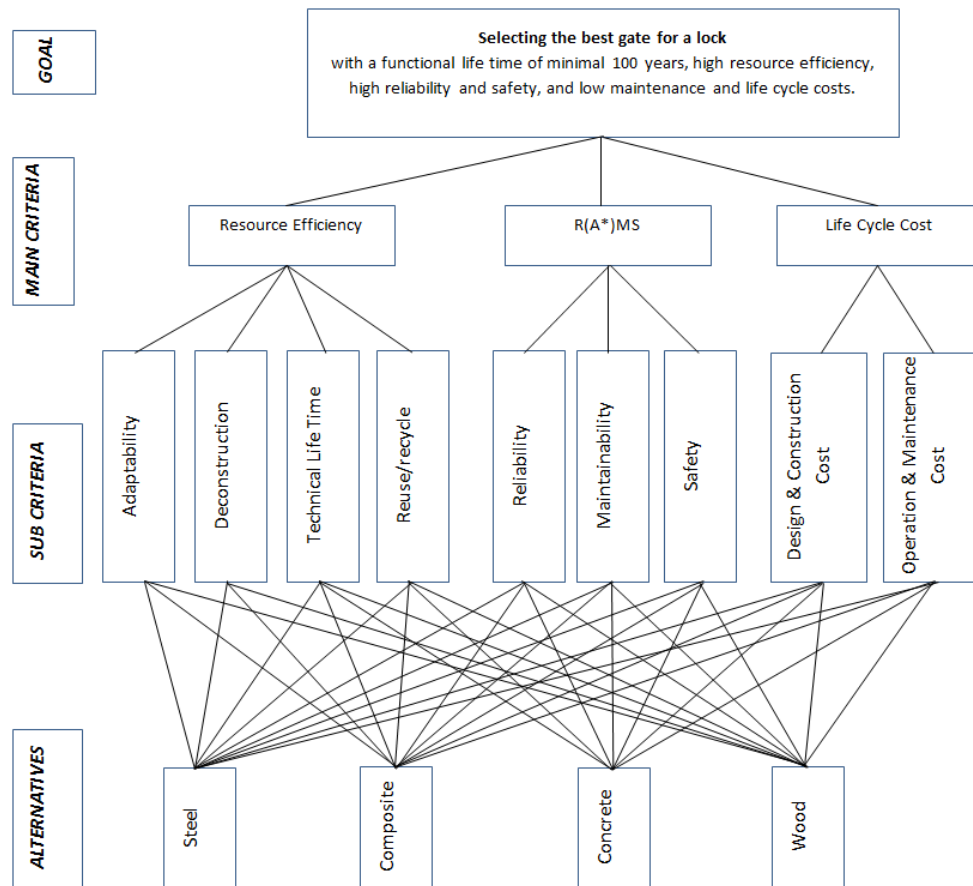 GOAL
Selecting the best gate for a lock
with a functional life time of minimal 100 years, high resource efficiency,
high reliability and safety, and low maintenance and life cycle costs.
MAIN CRITERIA
Resource Efficiency
R(A*)MS
Life Cycle Cost
SUB CRITERIA
Adaptability
Deconstruction
Technical Life Time
Reuse/recycle
Reliability
Maintainability
Safety
Design & Construction
Cost
Operation & Maintenance
Cost
ALTERNATIVES
Steel
Composite
Concrete
Wood